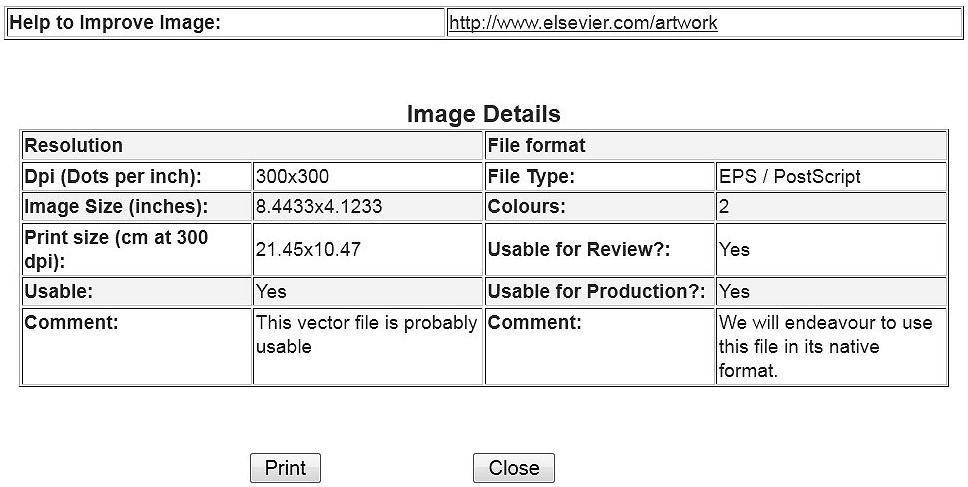 Help to Improve Image: http://www.elsevier.com/artwork
Image Details
Resolution File format
Dpi (Dots per inch): 300x300 File Type: EPS / PostScript
Image Size (inches): 8.4433x4.1233 Colours: 2
Print size (cm at 300
dpi): 21.45x10.47 Usable for Review?: Yes
Usable: Yes Usable for Production?: Yes
Comment: This vector file is probably
usable
Comment: We will endeavour to use
this file in its native
format.
Print Close